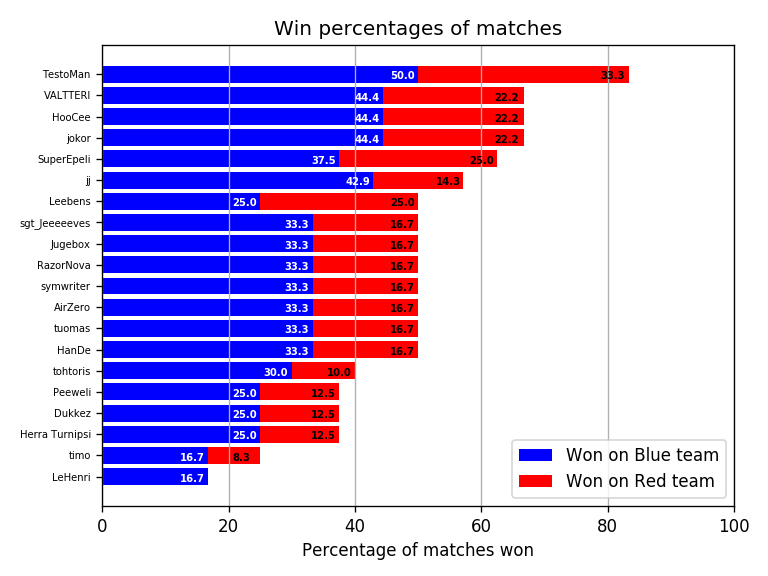 Win percentages of matches
TestoMan 50.0 33.3
VALTTERI 44.4 22.2
HooCee 44.4 22.2
jokor 44.4 22.2
SuperEpeli 37.5 25.0
jj 42.9 14.3
Leebens 25.0 25.0
sgt_Jeeeeeves 33.3 16.7
Jugebox 33.3 16.7
RazorNova 33.3 16.7
symwriter 33.3 16.7
AirZero 33.3 16.7
tuomas 33.3 16.7
HanDe 33.3 16.7
tohtoris 30.0 10.0
Peeweli 25.0 12.5
Dukkez 25.0 12.5
Herra Turnipsi 25.0 12.5
timo 16.7 8.3
LeHenri 16.7
Won on Blue team
Won on Red team
0 20 40 60 80 100
Percentage of matches won